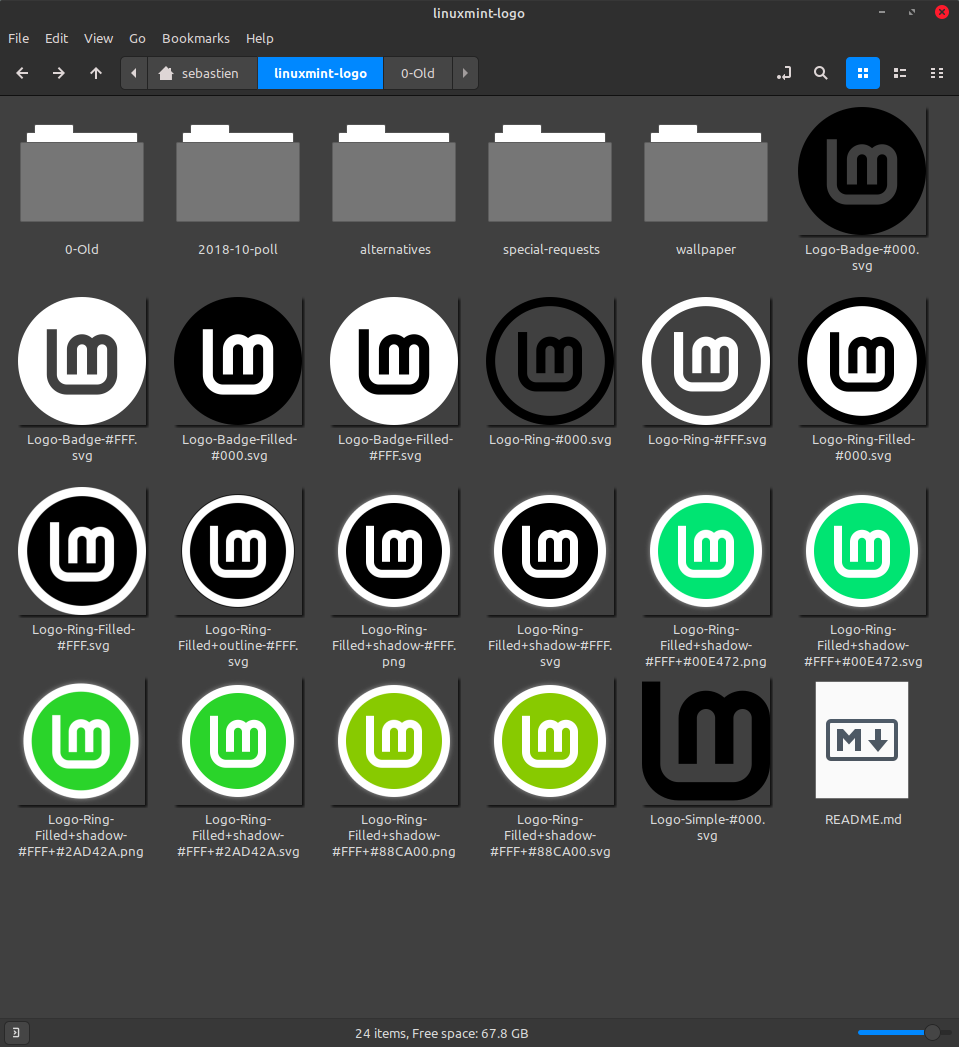 linuxmint-logo
File Edit View Go Bookmarks Help
sebastien linuxmint-logo 0-Old
0-Old 2018-10-poll alternatives special-requests wallpaper Logo-Badge-#000.
svg
Logo-Badge-#FFF.
svg
Logo-Badge-Filled-
#000.svg
Logo-Badge-Filled-
#FFF.svg
Logo-Ring-#000.svg
Logo-Ring-#FFF.svg
Logo-Ring-Filled-
#000.svg
Logo-Ring-Filled-
#FFF.svg
Logo-Ring-
Filled+outline-#FFF.
svg
Logo-Ring-
Filled+shadow-#FFF.
png
Logo-Ring-
Filled+shadow-#FFF.
svg
Logo-Ring-
Filled+shadow-
#FFF+#00E472.png
Logo-Ring-
Filled+shadow-
#FFF+#00E472.svg
Logo-Ring-
Filled+shadow-
#FFF+#2AD42A.png
Logo-Ring-
Filled+shadow-
#FFF+#2AD42A.svg
Logo-Ring-
Filled+shadow-
#FFF+#88CA00.png
Logo-Ring-
Filled+shadow-
#FFF+#88CA00.svg
Logo-Simple-#000.
svg
M
README.md
24 items, Free space: 67.8 GB